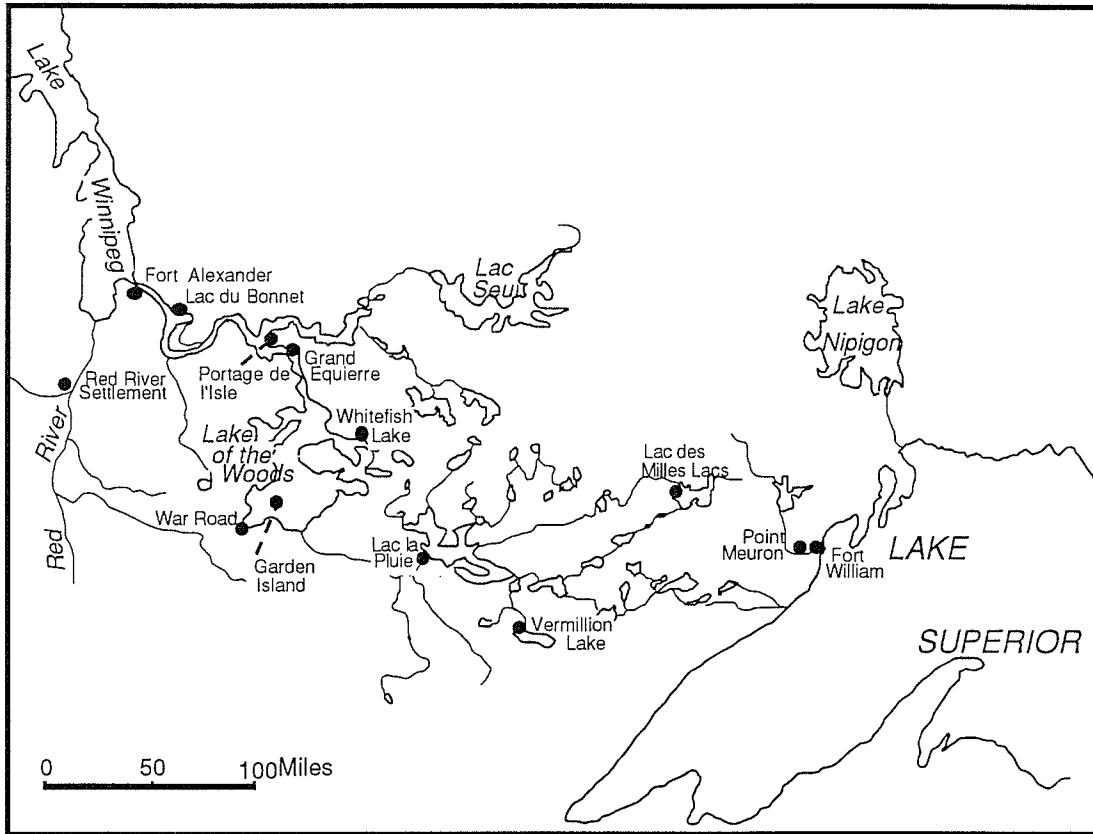 Lake
Winnipeg
Fort Alexander
Lac du Bonnet
Lac
Seul
Lake
Nipigon
Portage de
l'Isle
Grand
Equierre
Red River
Settlement
River
Red
Whitefish
Lake
Lake
of the
Woods
Lac des
Milles Lacs
War Road
Garden
Island
Lac la
Pluie
Point
Meuron
Fort
William
LAKE
SUPERIOR
Vermillion
Lake
0 50 100 Miles